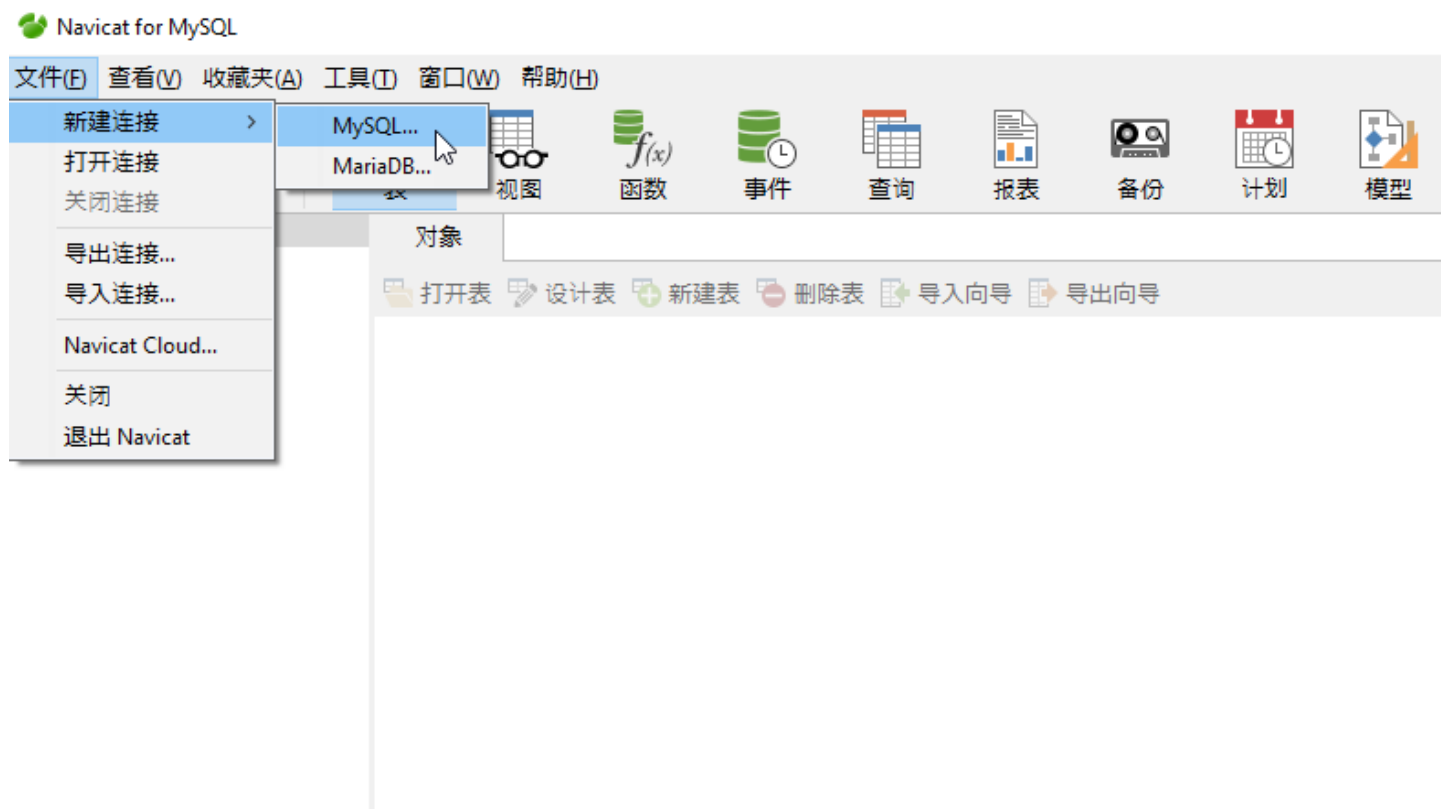 Navicat for MySQL
文件(F) 查看(V) 收藏夹(A) 工具(T) 窗口(W) 帮助(H)
新建连接 >
MySQL...
打开连接
MariaDB...
关闭连接
表 视图 函数 事件 查询 报表 备份 计划 模型
f(x)
对象
导出连接...
导入连接...
打开表 设计表 新建表 删除表 导入向导 导出向导
Navicat Cloud...
关闭
退出 Navicat